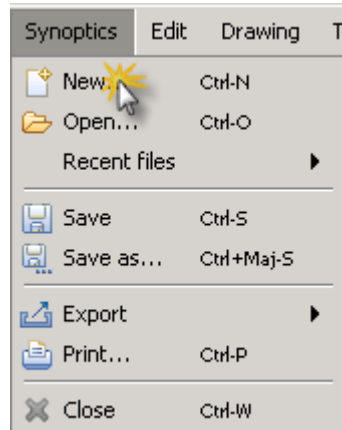 Synoptics Edit Drawing T
New... Ctrl-N
Open... Ctrl-O
Recent files
Save Ctrl-S
Save as... Ctrl+Maj-S
Export
Print... Ctrl-P
Close Ctrl-W